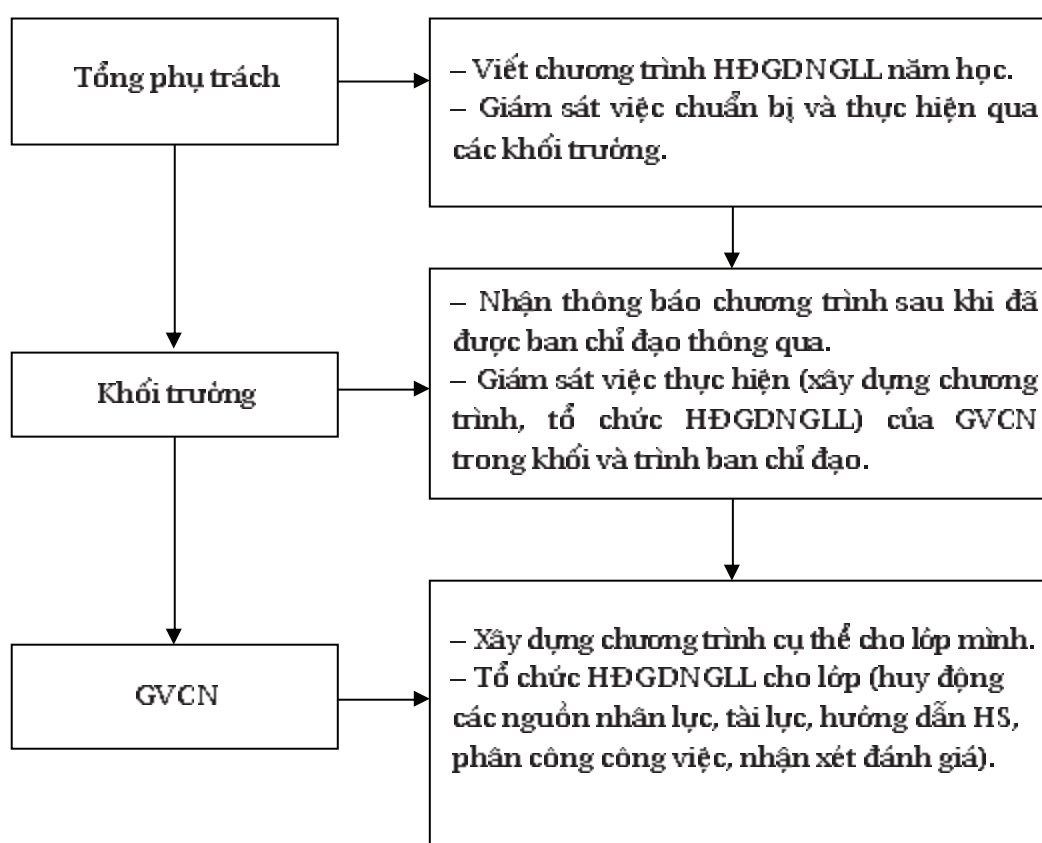 Tổng phụ trách
– Viết chương trình HĐGDNGLL năm học.
– Giám sát việc chuẩn bị và thực hiện qua
các khối trưởng.
Khối trưởng
– Nhận thông báo chương trình sau khi đã
được ban chỉ đạo thông qua.
– Giám sát việc thực hiện (xây dựng chương
trình, tổ chức HĐGDNGLL) của GVCN
trong khối và trình ban chỉ đạo.
GVCN
– Xây dựng chương trình cụ thể cho lớp mình.
– Tổ chức HĐGDNGLL cho lớp (huy động
các nguồn nhân lực, tài lực, hướng dẫn HS,
phân công công việc, nhận xét đánh giá).